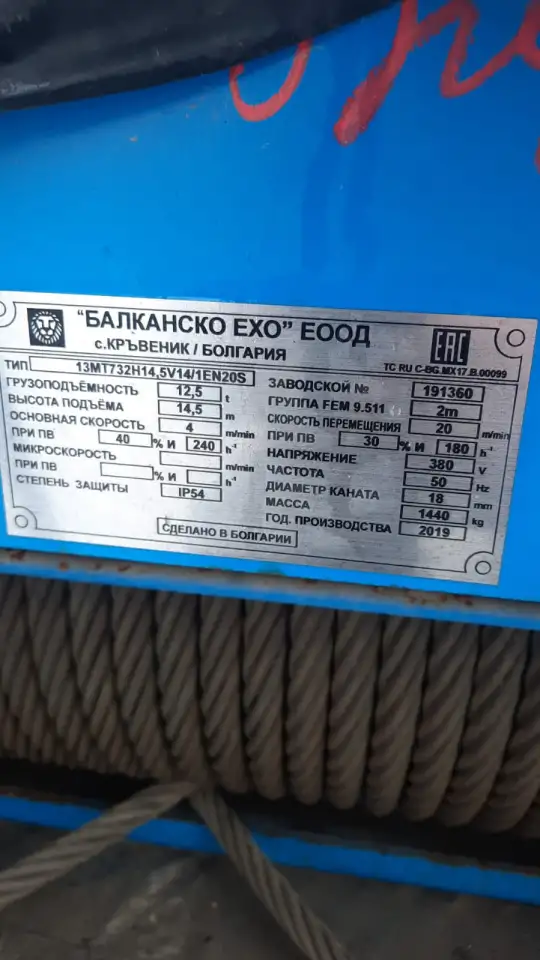 "БАЛКАНСКО ЕХО" ЕООД
с.КРЪВЕНИК / БОЛГАРИЯ
EAC
TC RU C-BG.MX17.B.00099
ТИП 13MT732H14,5V14/1EN20S
ГРУЗОПОДЪЁМНОСТЬ 12,5 t
ВЫСОТА ПОДЪЁМА 14,5 m
ОСНОВНАЯ СКОРОСТЬ 4 m/min
ПРИ ПВ 40 % И 240 h⁻¹
МИКРОСКОРОСТЬ m/min
ПРИ ПВ % И h⁻¹
СТЕПЕНЬ ЗАЩИТЫ IP54
ЗАВОДСКОЙ № 191360
ГРУППА FEM 9.511 2m
СКОРОСТЬ ПЕРЕМЕЩЕНИЯ 20 m/min
ПРИ ПВ 30 % И 180 h⁻¹
НАПРЯЖЕНИЕ 380 V
ЧАСТОТА 50 Hz
ДИАМЕТР КАНАТА 18 mm
МАССА 1440 kg
ГОД. ПРОИЗВОДСТВА 2019
СДЕЛАНО В БОЛГАРИИ